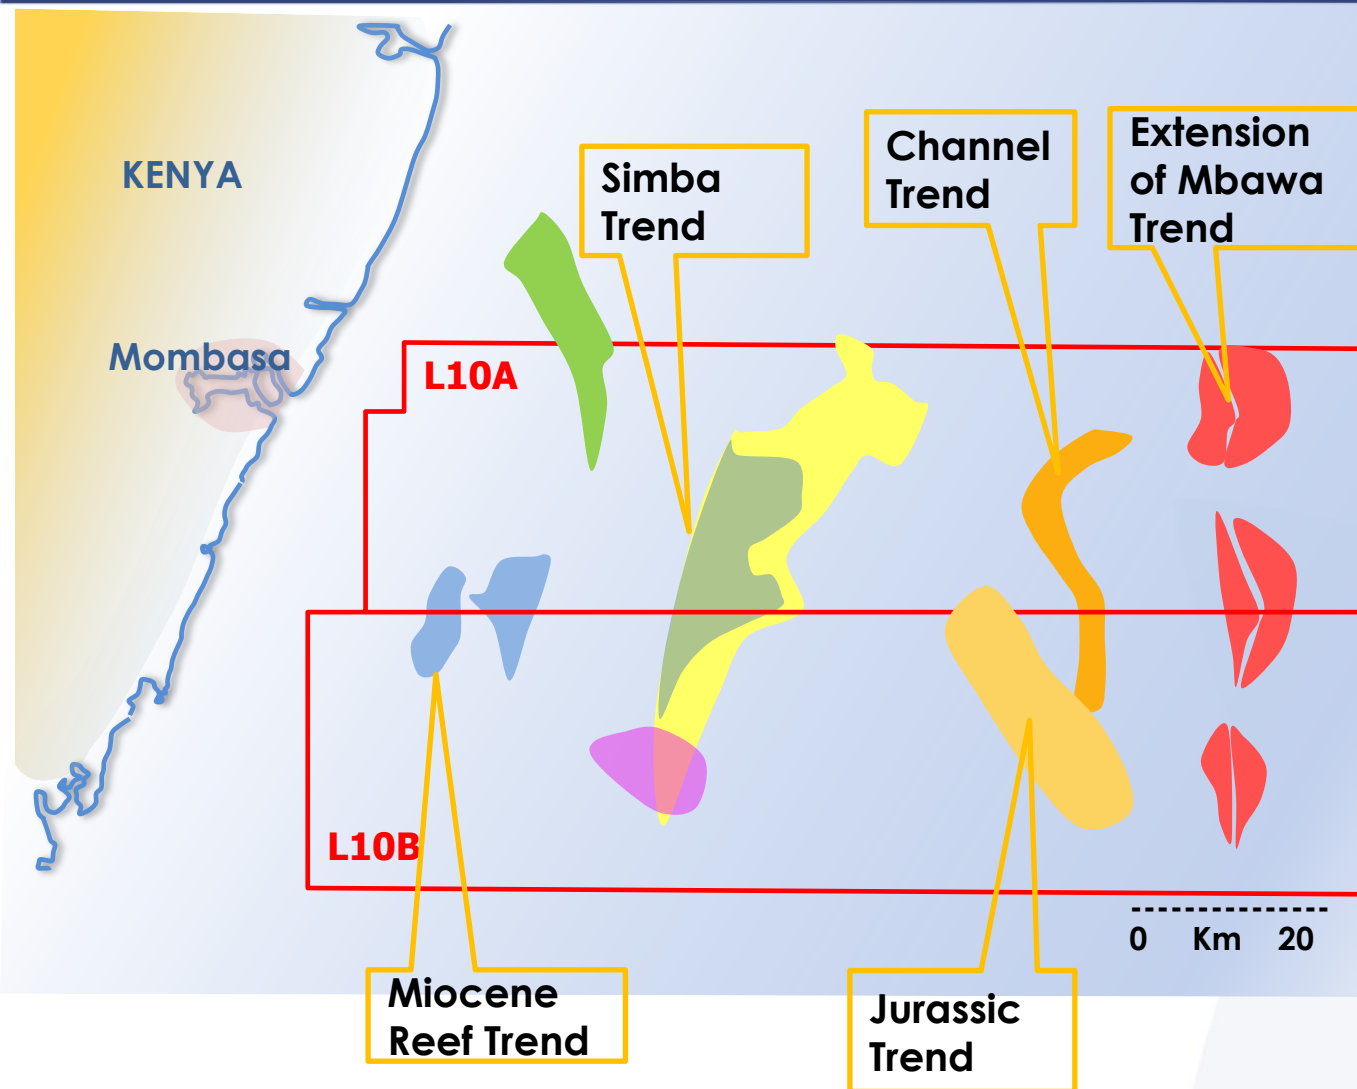 KENYA
Mombasa
Simba
Trend
Channel
Trend
Extension
of Mbawa
Trend
L10A
L10B
Miocene
Reef Trend
Jurassic
Trend
0 Km 20